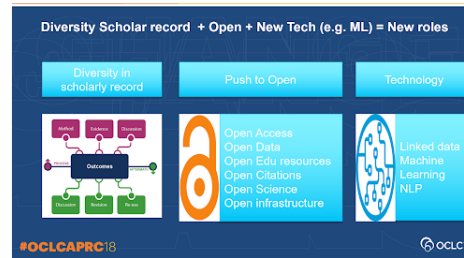 Diversity Scholar record + Open + New Tech (e.g. ML) = New roles
Diversity in
scholarly record
Push to Open
Technology
Method
Evidence
Discussion
Outcomes
Discussion
Revision
Re-use
Open Access
Open Data
Open Edu resources
Open Citations
Open Science
Open infrastructure
Linked data
Machine
Learning
NLP
#OCLCAPRC18
OCLC